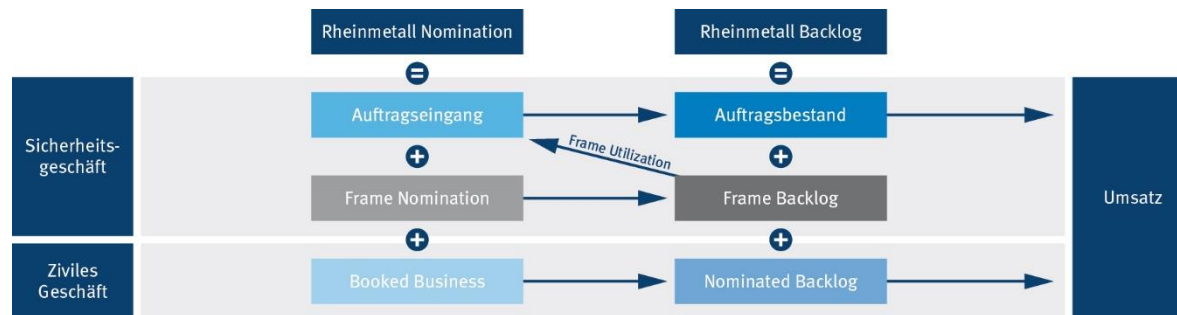 Rheinmetall Nomination
Rheinmetall Backlog
=
=
Sicherheits-
geschäft
Auftragseingang
Auftragsbestand
+
Frame Utilization
+
Frame Nomination
Frame Backlog
Umsatz
+
+
Ziviles
Geschäft
Booked Business
Nominated Backlog